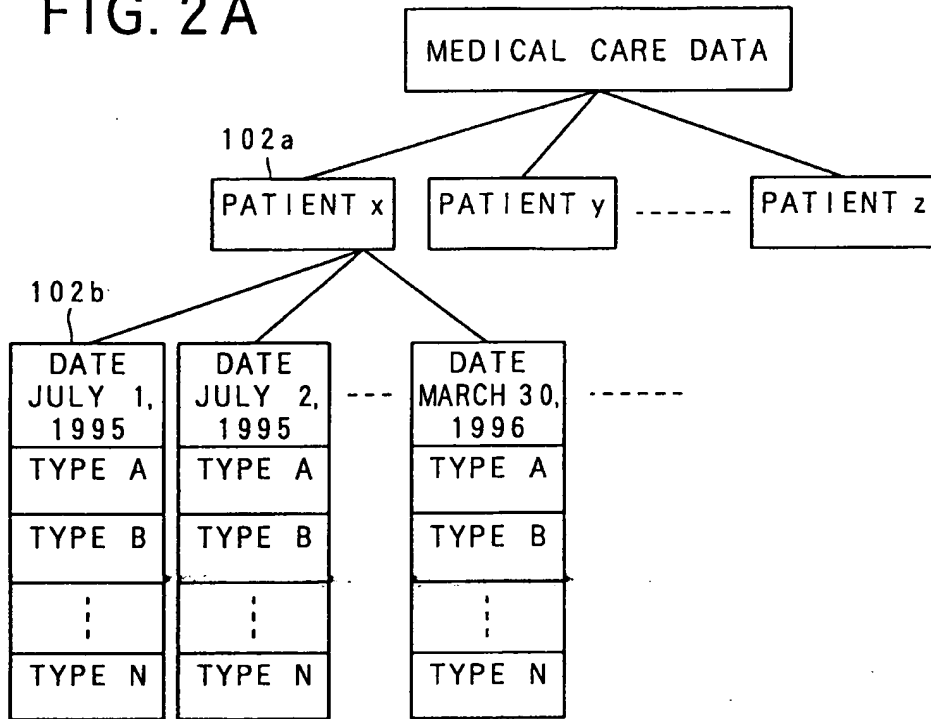 FIG. 2A
MEDICAL CARE DATA
102a
PATIENT x
PATIENT y
PATIENT z
102b
DATE
JULY 1,
1995
TYPE A
TYPE B
TYPE N
DATE
JULY 2,
1995
TYPE A
TYPE B
TYPE N
DATE
MARCH 30,
1996
TYPE A
TYPE B
TYPE N